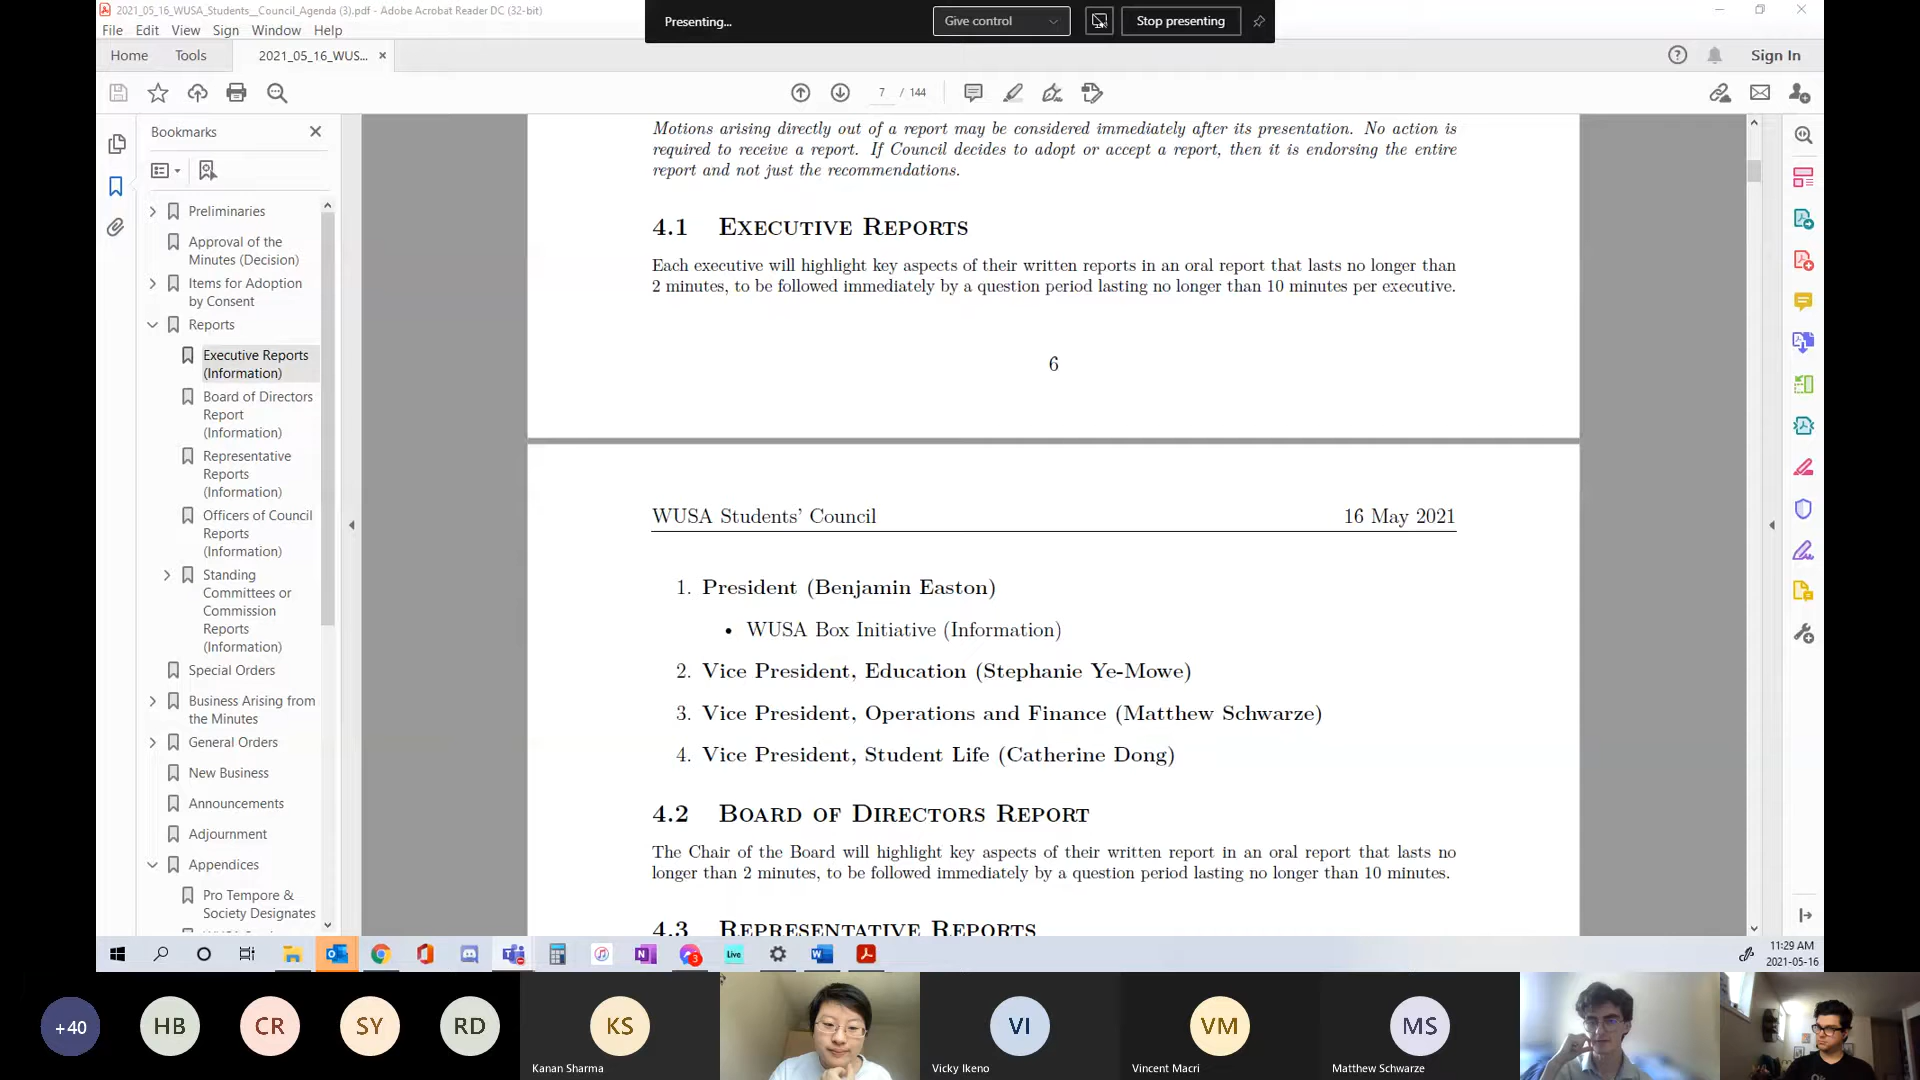 2021_05_16_WUSA_Students__Council_Agenda (3).pdf - Adobe Acrobat Reader DC (32-bit)
Presenting...
Give control
Stop presenting
File Edit View Sign Window Help
Home Tools 2021_05_16_WUS... ×
Sign In
7 / 144
Bookmarks
Preliminaries
Approval of the
Minutes (Decision)
Items for Adoption
by Consent
Reports
Executive Reports
(Information)
Board of Directors
Report
(Information)
Representative
Reports
(Information)
Officers of Council
Reports
(Information)
Standing
Committees or
Commission
Reports
(Information)
Special Orders
Business Arising from
the Minutes
General Orders
New Business
Announcements
Adjournment
Appendices
Pro Tempore &
Society Designates
Motions arising directly out of a report may be considered immediately after its presentation. No action is
required to receive a report. If Council decides to adopt or accept a report, then it is endorsing the entire
report and not just the recommendations.
4.1 Executive Reports
Each executive will highlight key aspects of their written reports in an oral report that lasts no longer than
2 minutes, to be followed immediately by a question period lasting no longer than 10 minutes per executive.
6
WUSA Students' Council 16 May 2021
1. President (Benjamin Easton)
• WUSA Box Initiative (Information)
2. Vice President, Education (Stephanie Ye-Mowe)
3. Vice President, Operations and Finance (Matthew Schwarze)
4. Vice President, Student Life (Catherine Dong)
4.2 Board of Directors Report
The Chair of the Board will highlight key aspects of their written report in an oral report that lasts no
longer than 2 minutes, to be followed immediately by a question period lasting no longer than 10 minutes.
4.3 Representative Reports
3
Live
11:29 AM
2021-05-16
+40
HB
CR
SY
RD
KS
Kanan Sharma
VI
Vicky Ikeno
VM
Vincent Macri
MS
Matthew Schwarze